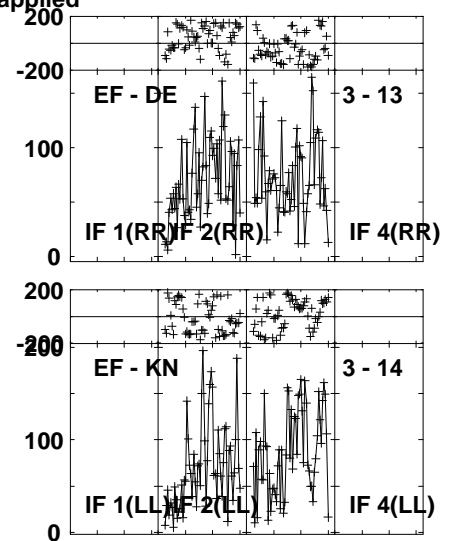 applied
200
-200
EF - DE 3 - 13
100
IF 1(RR) IF 2(RR) IF 4(RR)
0
200
-200
200
EF - KN 3 - 14
100
IF 1(LL) IF 2(LL) IF 4(LL)
0